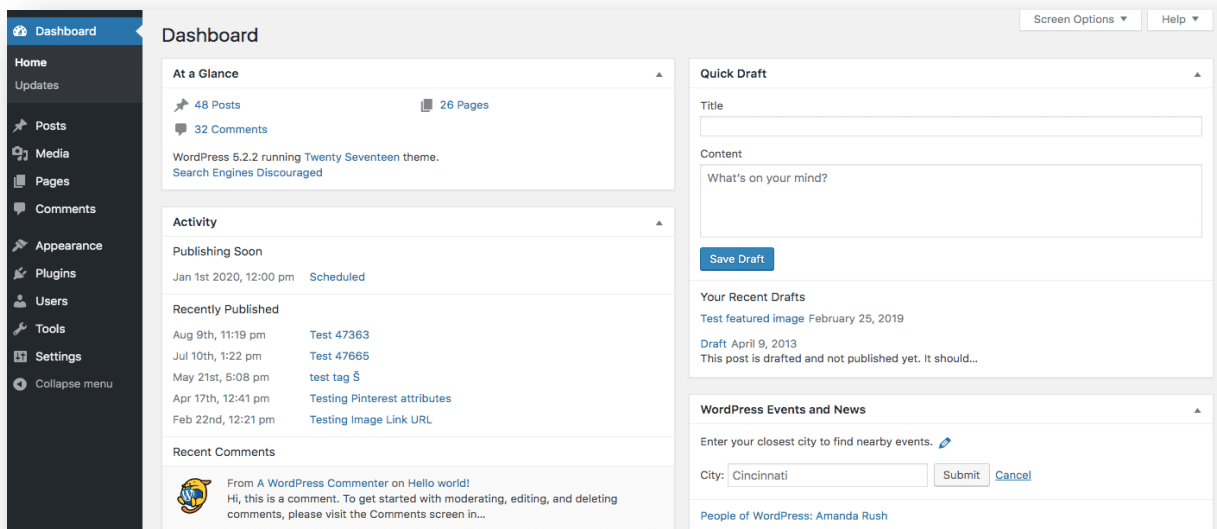 Screen Options ▼ Help ▼
Dashboard
Home
Updates
Posts
Media
Pages
Comments
Appearance
Plugins
Users
Tools
Settings
Collapse menu
Dashboard
At a Glance
48 Posts 26 Pages
32 Comments
WordPress 5.2.2 running Twenty Seventeen theme.
Search Engines Discouraged
Activity
Publishing Soon
Jan 1st 2020, 12:00 pm Scheduled
Recently Published
Aug 9th, 11:19 pm Test 47363
Jul 10th, 1:22 pm Test 47665
May 21st, 5:08 pm test tag Š
Apr 17th, 12:41 pm Testing Pinterest attributes
Feb 22nd, 12:21 pm Testing Image Link URL
Recent Comments
From A WordPress Commenter on Hello world!
Hi, this is a comment. To get started with moderating, editing, and deleting
comments, please visit the Comments screen in...
Quick Draft
Title
Content
What's on your mind?
Save Draft
Your Recent Drafts
Test featured image February 25, 2019
Draft April 9, 2013
This post is drafted and not published yet. It should...
WordPress Events and News
Enter your closest city to find nearby events.
City: Cincinnati Submit Cancel
People of WordPress: Amanda Rush